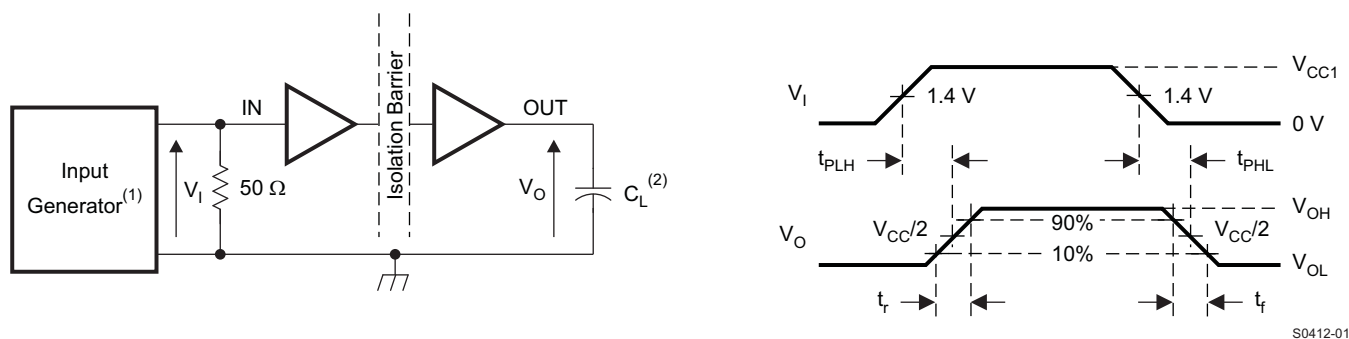 Input
Generator(1)
VI
50 Ω
IN
Isolation Barrier
OUT
VO
CL(2)
VI
1.4 V
1.4 V
VCC1
0 V
tPLH
tPHL
VO
VCC/2
90%
10%
VCC/2
VOH
VOL
tr
tf
S0412-01